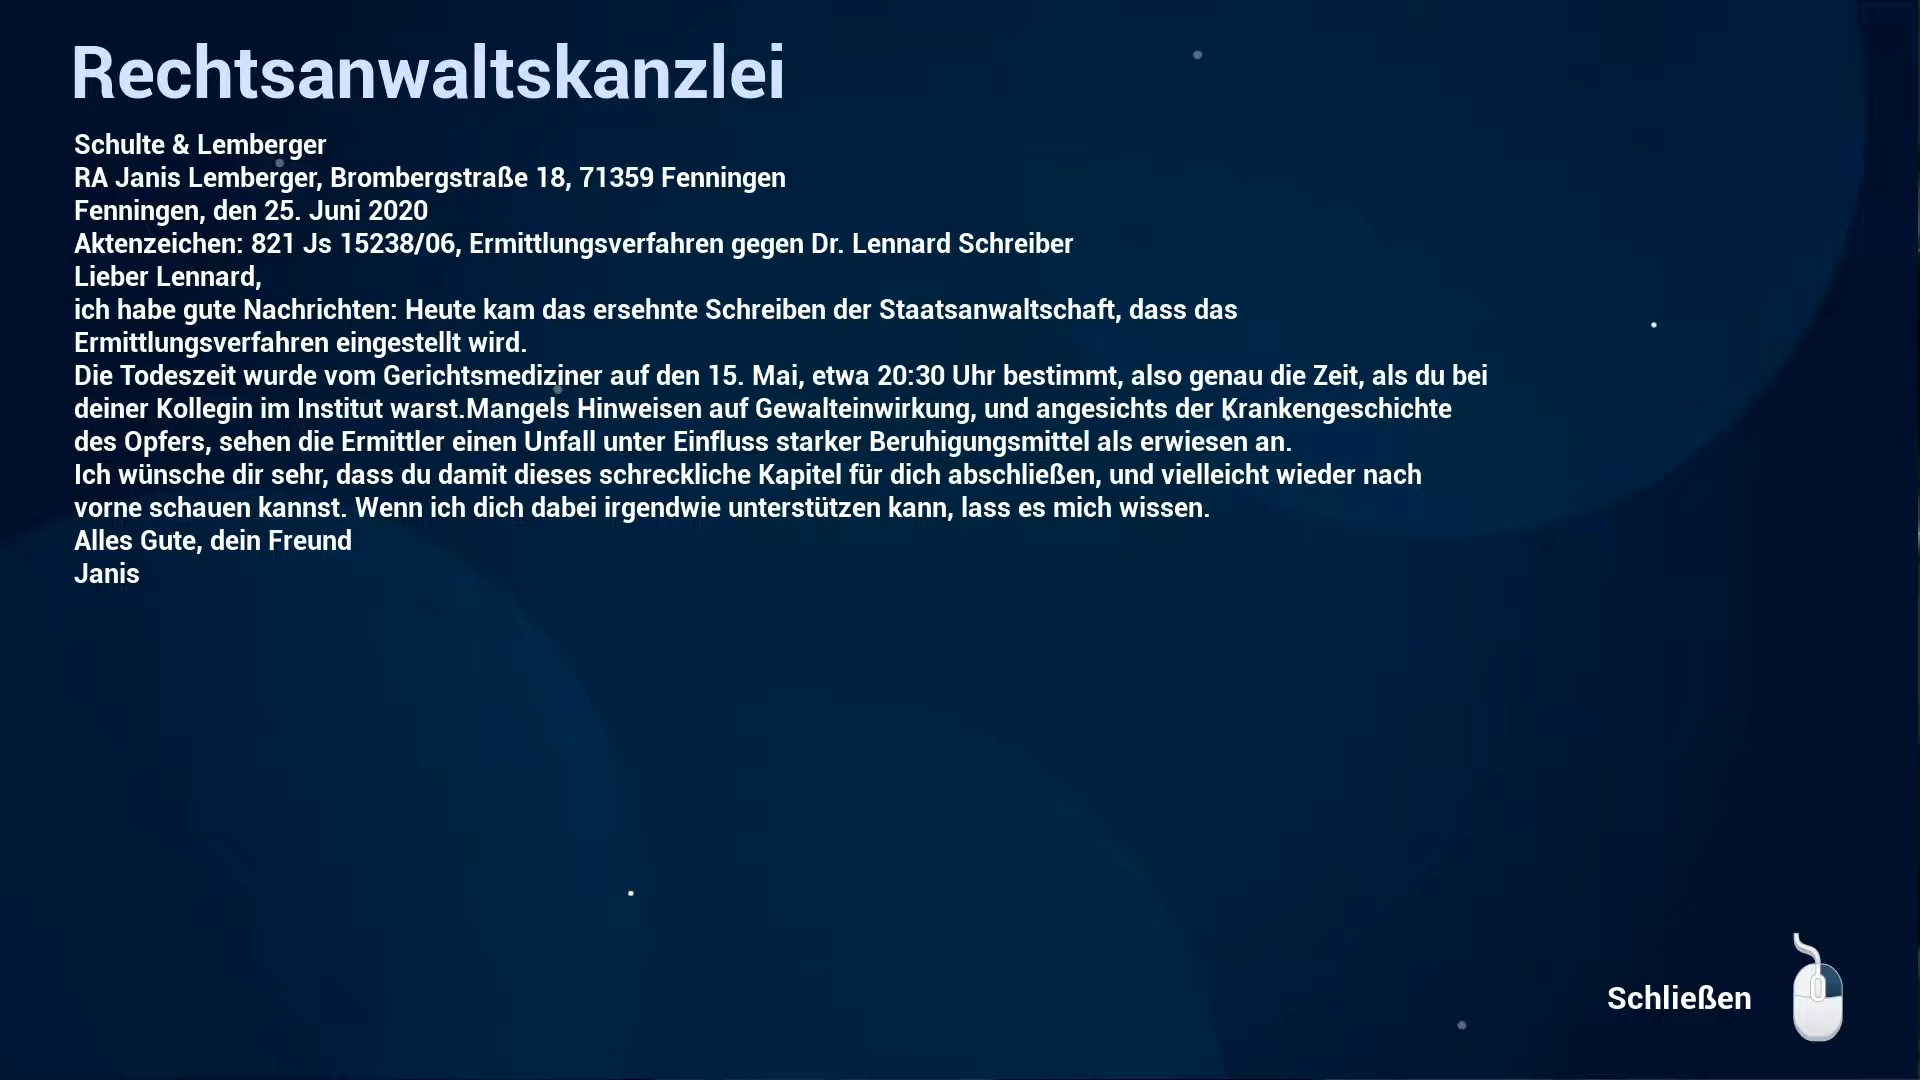 Rechtsanwaltskanzlei
Schulte & Lemberger
RA Janis Lemberger, Brombergstraße 18, 71359 Fenningen
Fenningen, den 25. Juni 2020
Aktenzeichen: 821 Js 15238/06, Ermittlungsverfahren gegen Dr. Lennard Schreiber
Lieber Lennard,
ich habe gute Nachrichten: Heute kam das ersehnte Schreiben der Staatsanwaltschaft, dass das
Ermittlungsverfahren eingestellt wird.
Die Todeszeit wurde vom Gerichtsmediziner auf den 15. Mai, etwa 20:30 Uhr bestimmt, also genau die Zeit, als du bei
deiner Kollegin im Institut warst.Mangels Hinweisen auf Gewalteinwirkung, und angesichts der Krankengeschichte
des Opfers, sehen die Ermittler einen Unfall unter Einfluss starker Beruhigungsmittel als erwiesen an.
Ich wünsche dir sehr, dass du damit dieses schreckliche Kapitel für dich abschließen, und vielleicht wieder nach
vorne schauen kannst. Wenn ich dich dabei irgendwie unterstützen kann, lass es mich wissen.
Alles Gute, dein Freund
Janis
Schließen